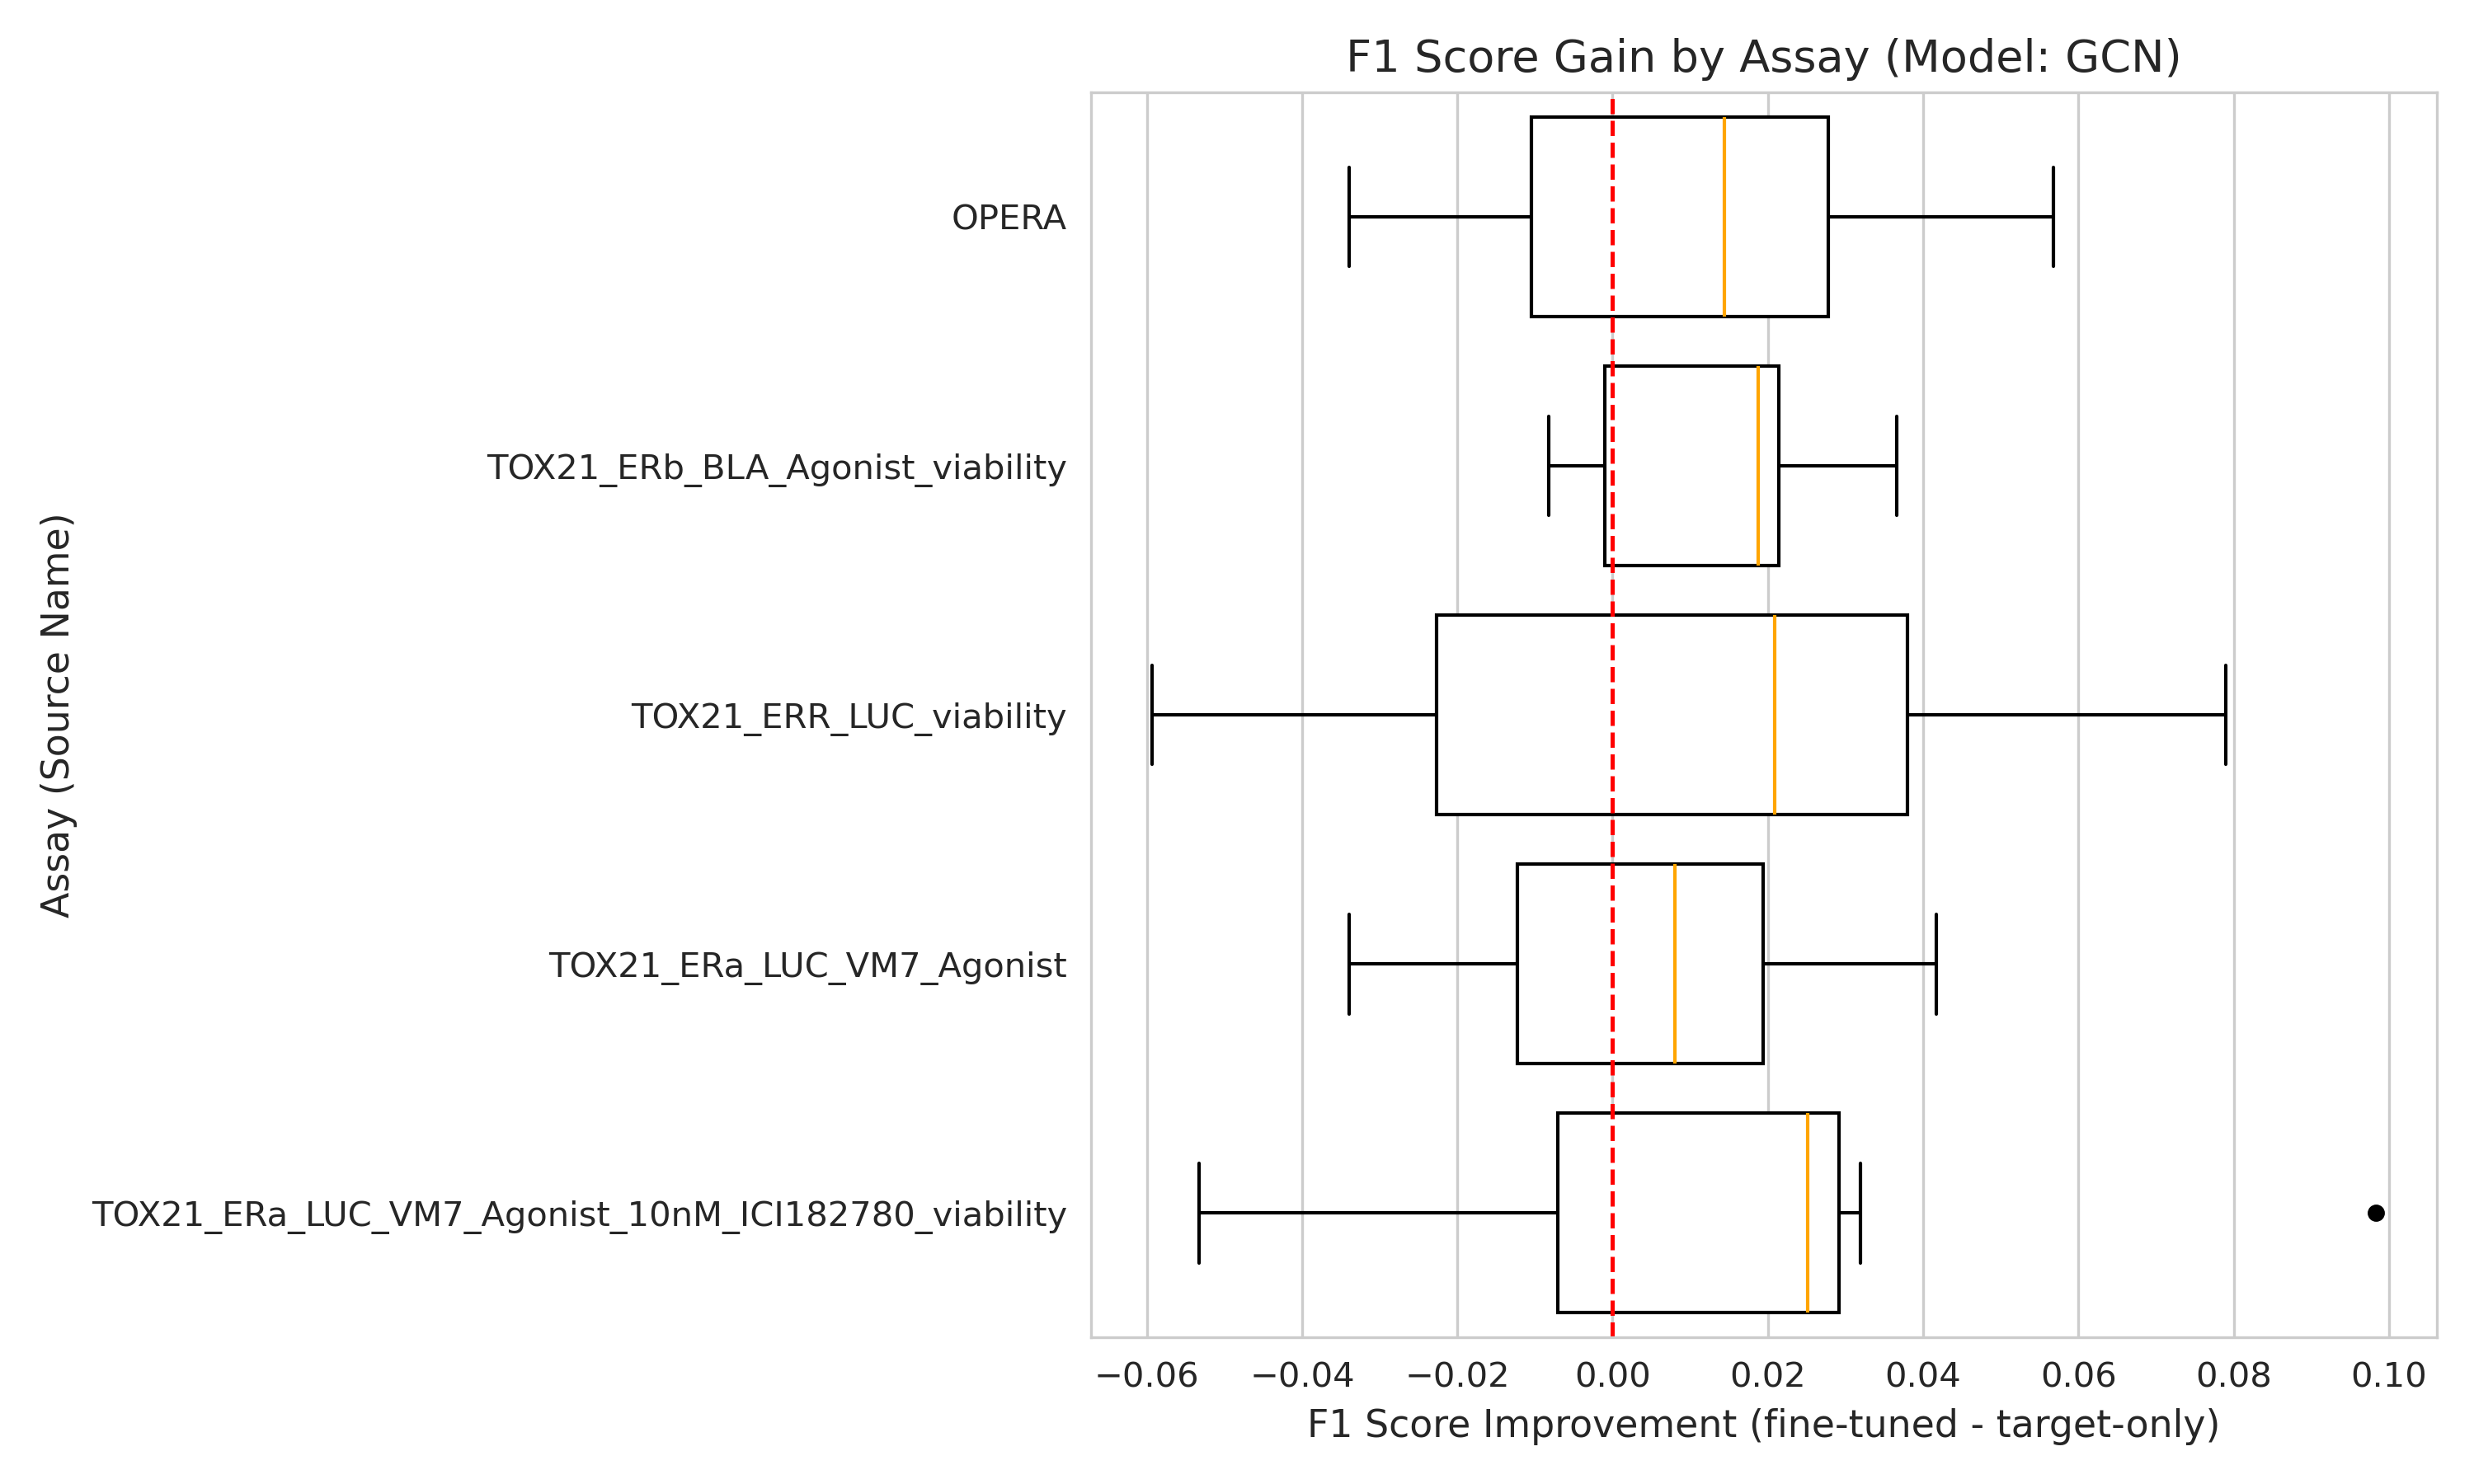 F1 Score Gain by Assay (Model: GCN)
Assay (Source Name)
OPERA
TOX21_ERb_BLA_Agonist_viability
TOX21_ERR_LUC_viability
TOX21_ERa_LUC_VM7_Agonist
TOX21_ERa_LUC_VM7_Agonist_10nM_ICI182780_viability
−0.06 −0.04 −0.02 0.00 0.02 0.04 0.06 0.08 0.10
F1 Score Improvement (fine-tuned - target-only)